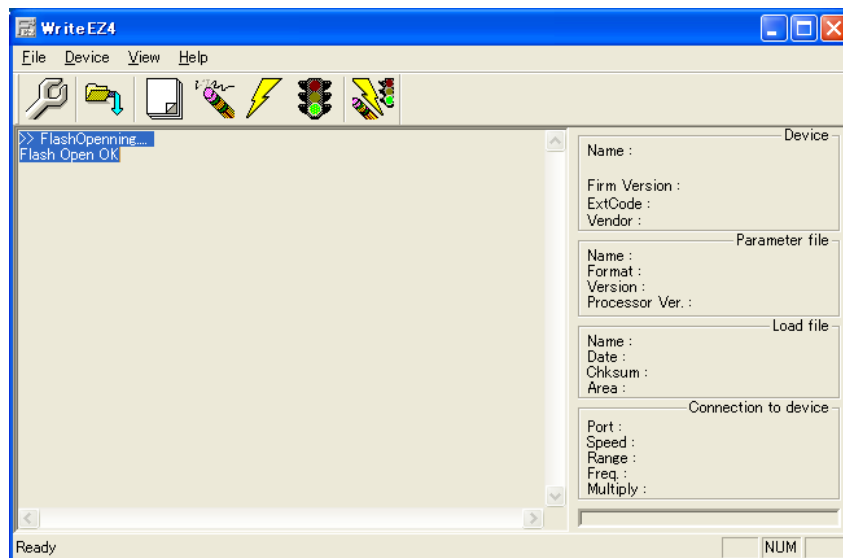 WriteEZ4
File Device View Help
>> FlashOpenning....
Flash Open OK
Device
Name :
Firm Version :
ExtCode :
Vendor :
Parameter file
Name :
Format :
Version :
Processor Ver. :
Load file
Name :
Date :
Chksum :
Area :
Connection to device
Port :
Speed :
Range :
Freq. :
Multiply :
Ready NUM